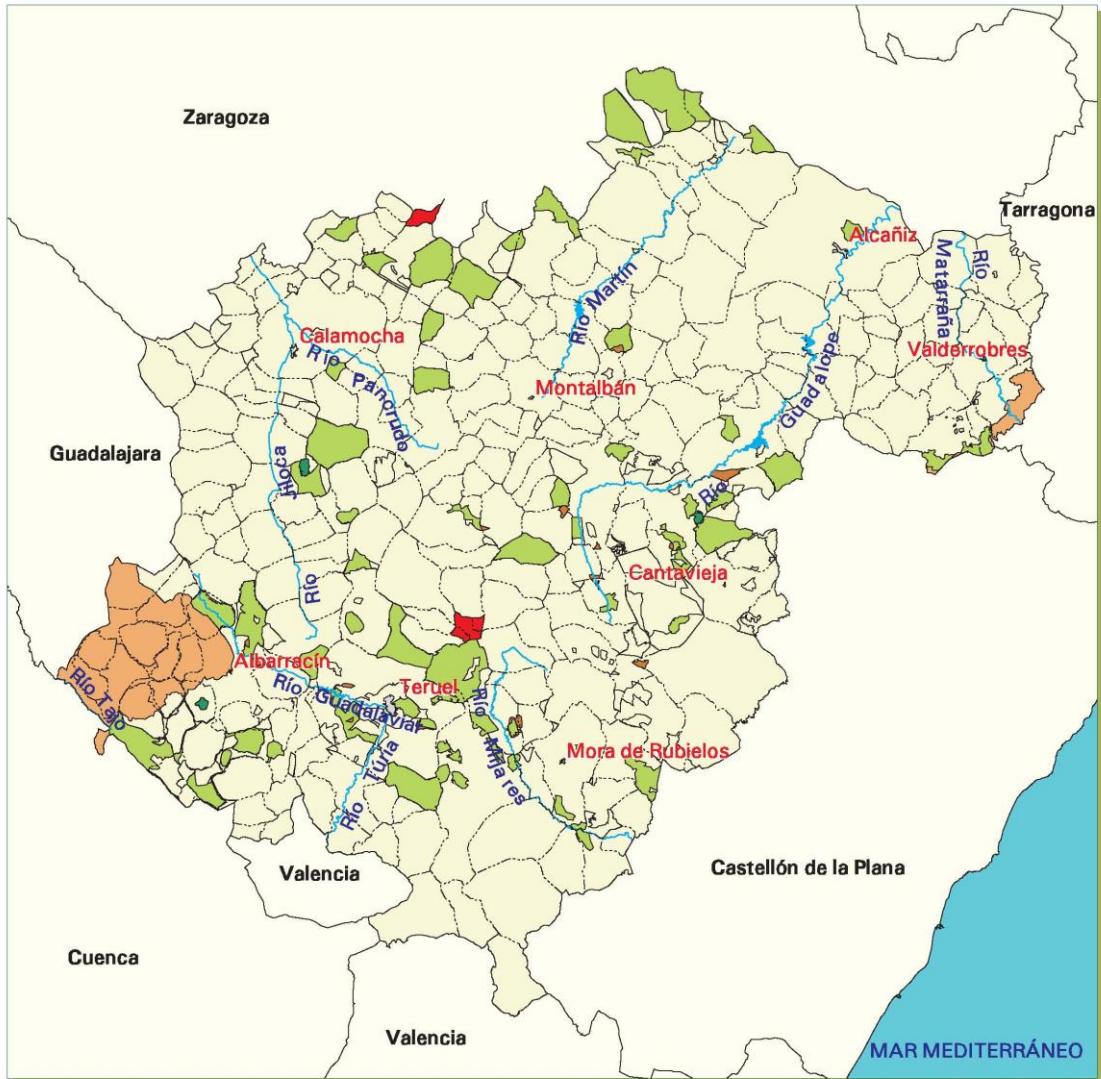 Zaragoza
Tarragona
Alcañiz
Río Matarraña
Río Martín
Calamocha
Río Pancrudo
Valderrobres
Montalbán
Río Guadalope
Guadalajara
Río Jiloca
Cantavieja
Albarracín
Río Tajo
Río Guadalaviar
Teruel
Río Mijares
Río Turia
Mora de Rubielos
Valencia
Castellón de la Plana
Cuenca
Valencia
MAR MEDITERRÁNEO